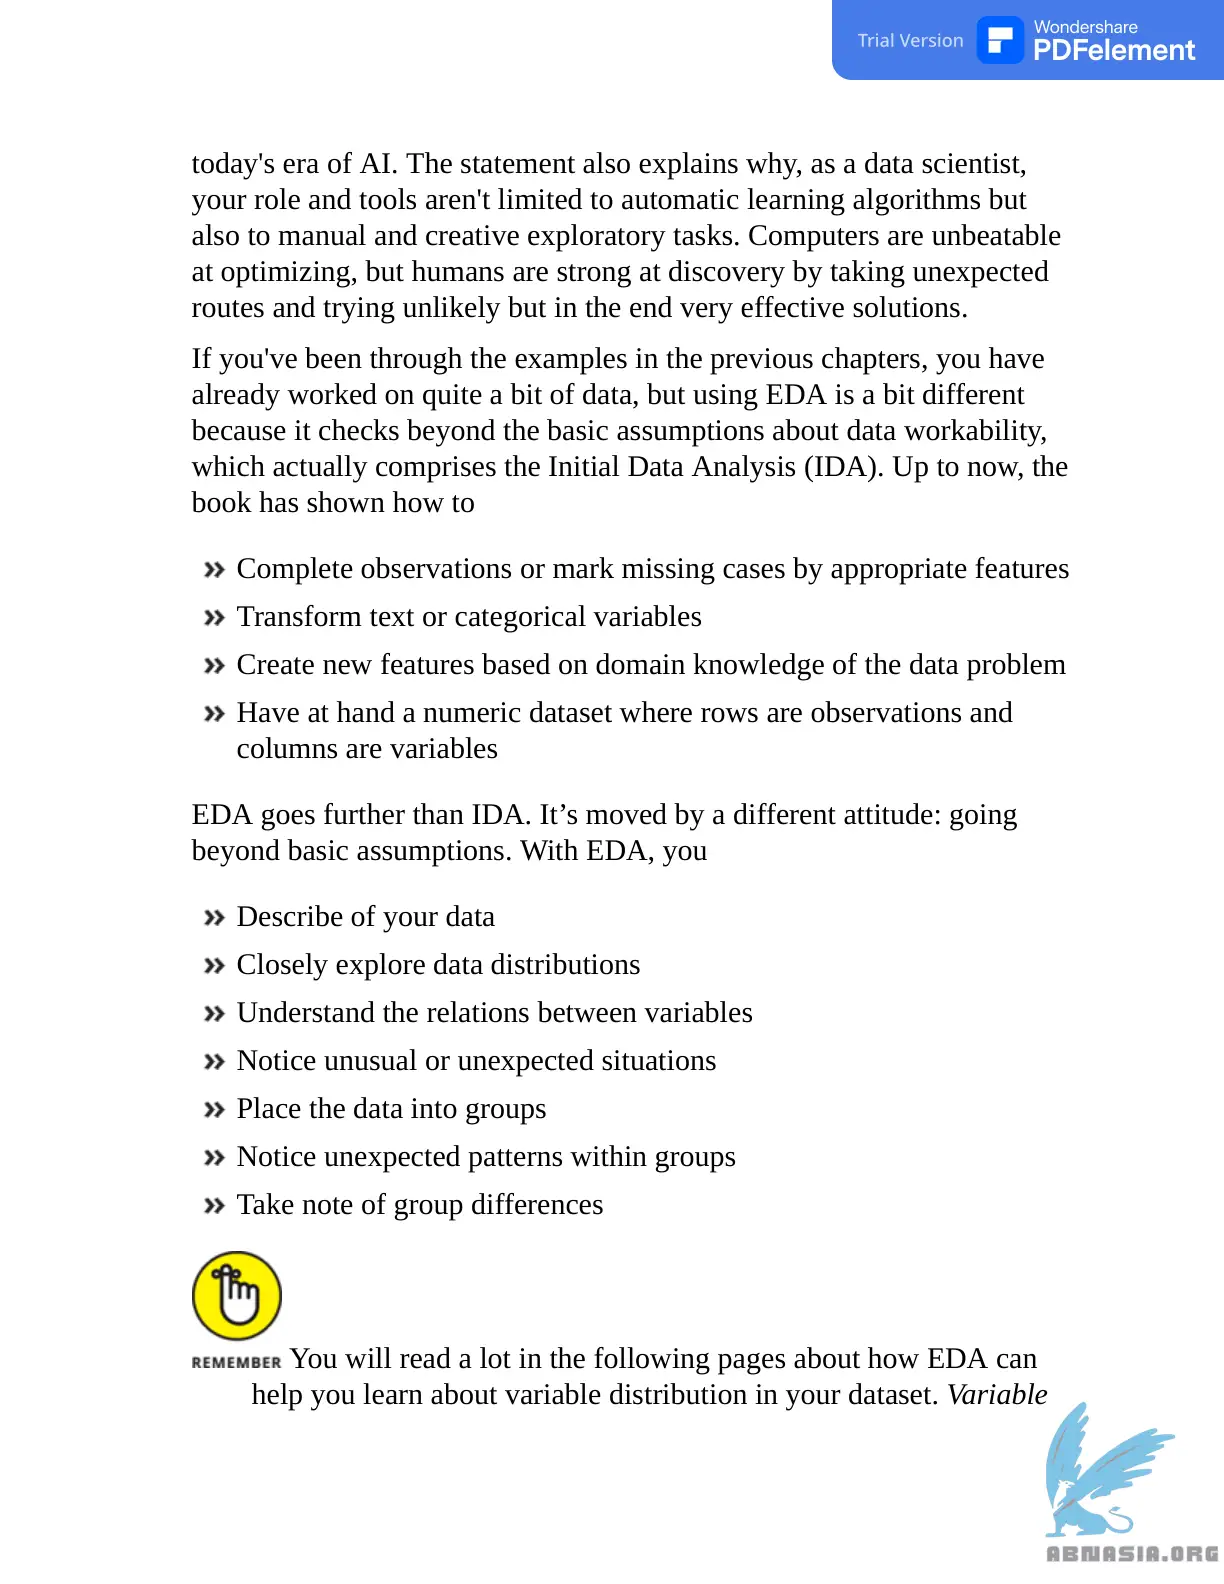 Trial Version
Wondershare
PDFelement
today's era of AI. The statement also explains why, as a data scientist,
your role and tools aren't limited to automatic learning algorithms but
also to manual and creative exploratory tasks. Computers are unbeatable
at optimizing, but humans are strong at discovery by taking unexpected
routes and trying unlikely but in the end very effective solutions.
If you've been through the examples in the previous chapters, you have
already worked on quite a bit of data, but using EDA is a bit different
because it checks beyond the basic assumptions about data workability,
which actually comprises the Initial Data Analysis (IDA). Up to now, the
book has shown how to
» Complete observations or mark missing cases by appropriate features
» Transform text or categorical variables
» Create new features based on domain knowledge of the data problem
» Have at hand a numeric dataset where rows are observations and
columns are variables
EDA goes further than IDA. It’s moved by a different attitude: going
beyond basic assumptions. With EDA, you
» Describe of your data
» Closely explore data distributions
» Understand the relations between variables
» Notice unusual or unexpected situations
» Place the data into groups
» Notice unexpected patterns within groups
» Take note of group differences
REMEMBER You will read a lot in the following pages about how EDA can
help you learn about variable distribution in your dataset. Variable
ABNASIA.ORG